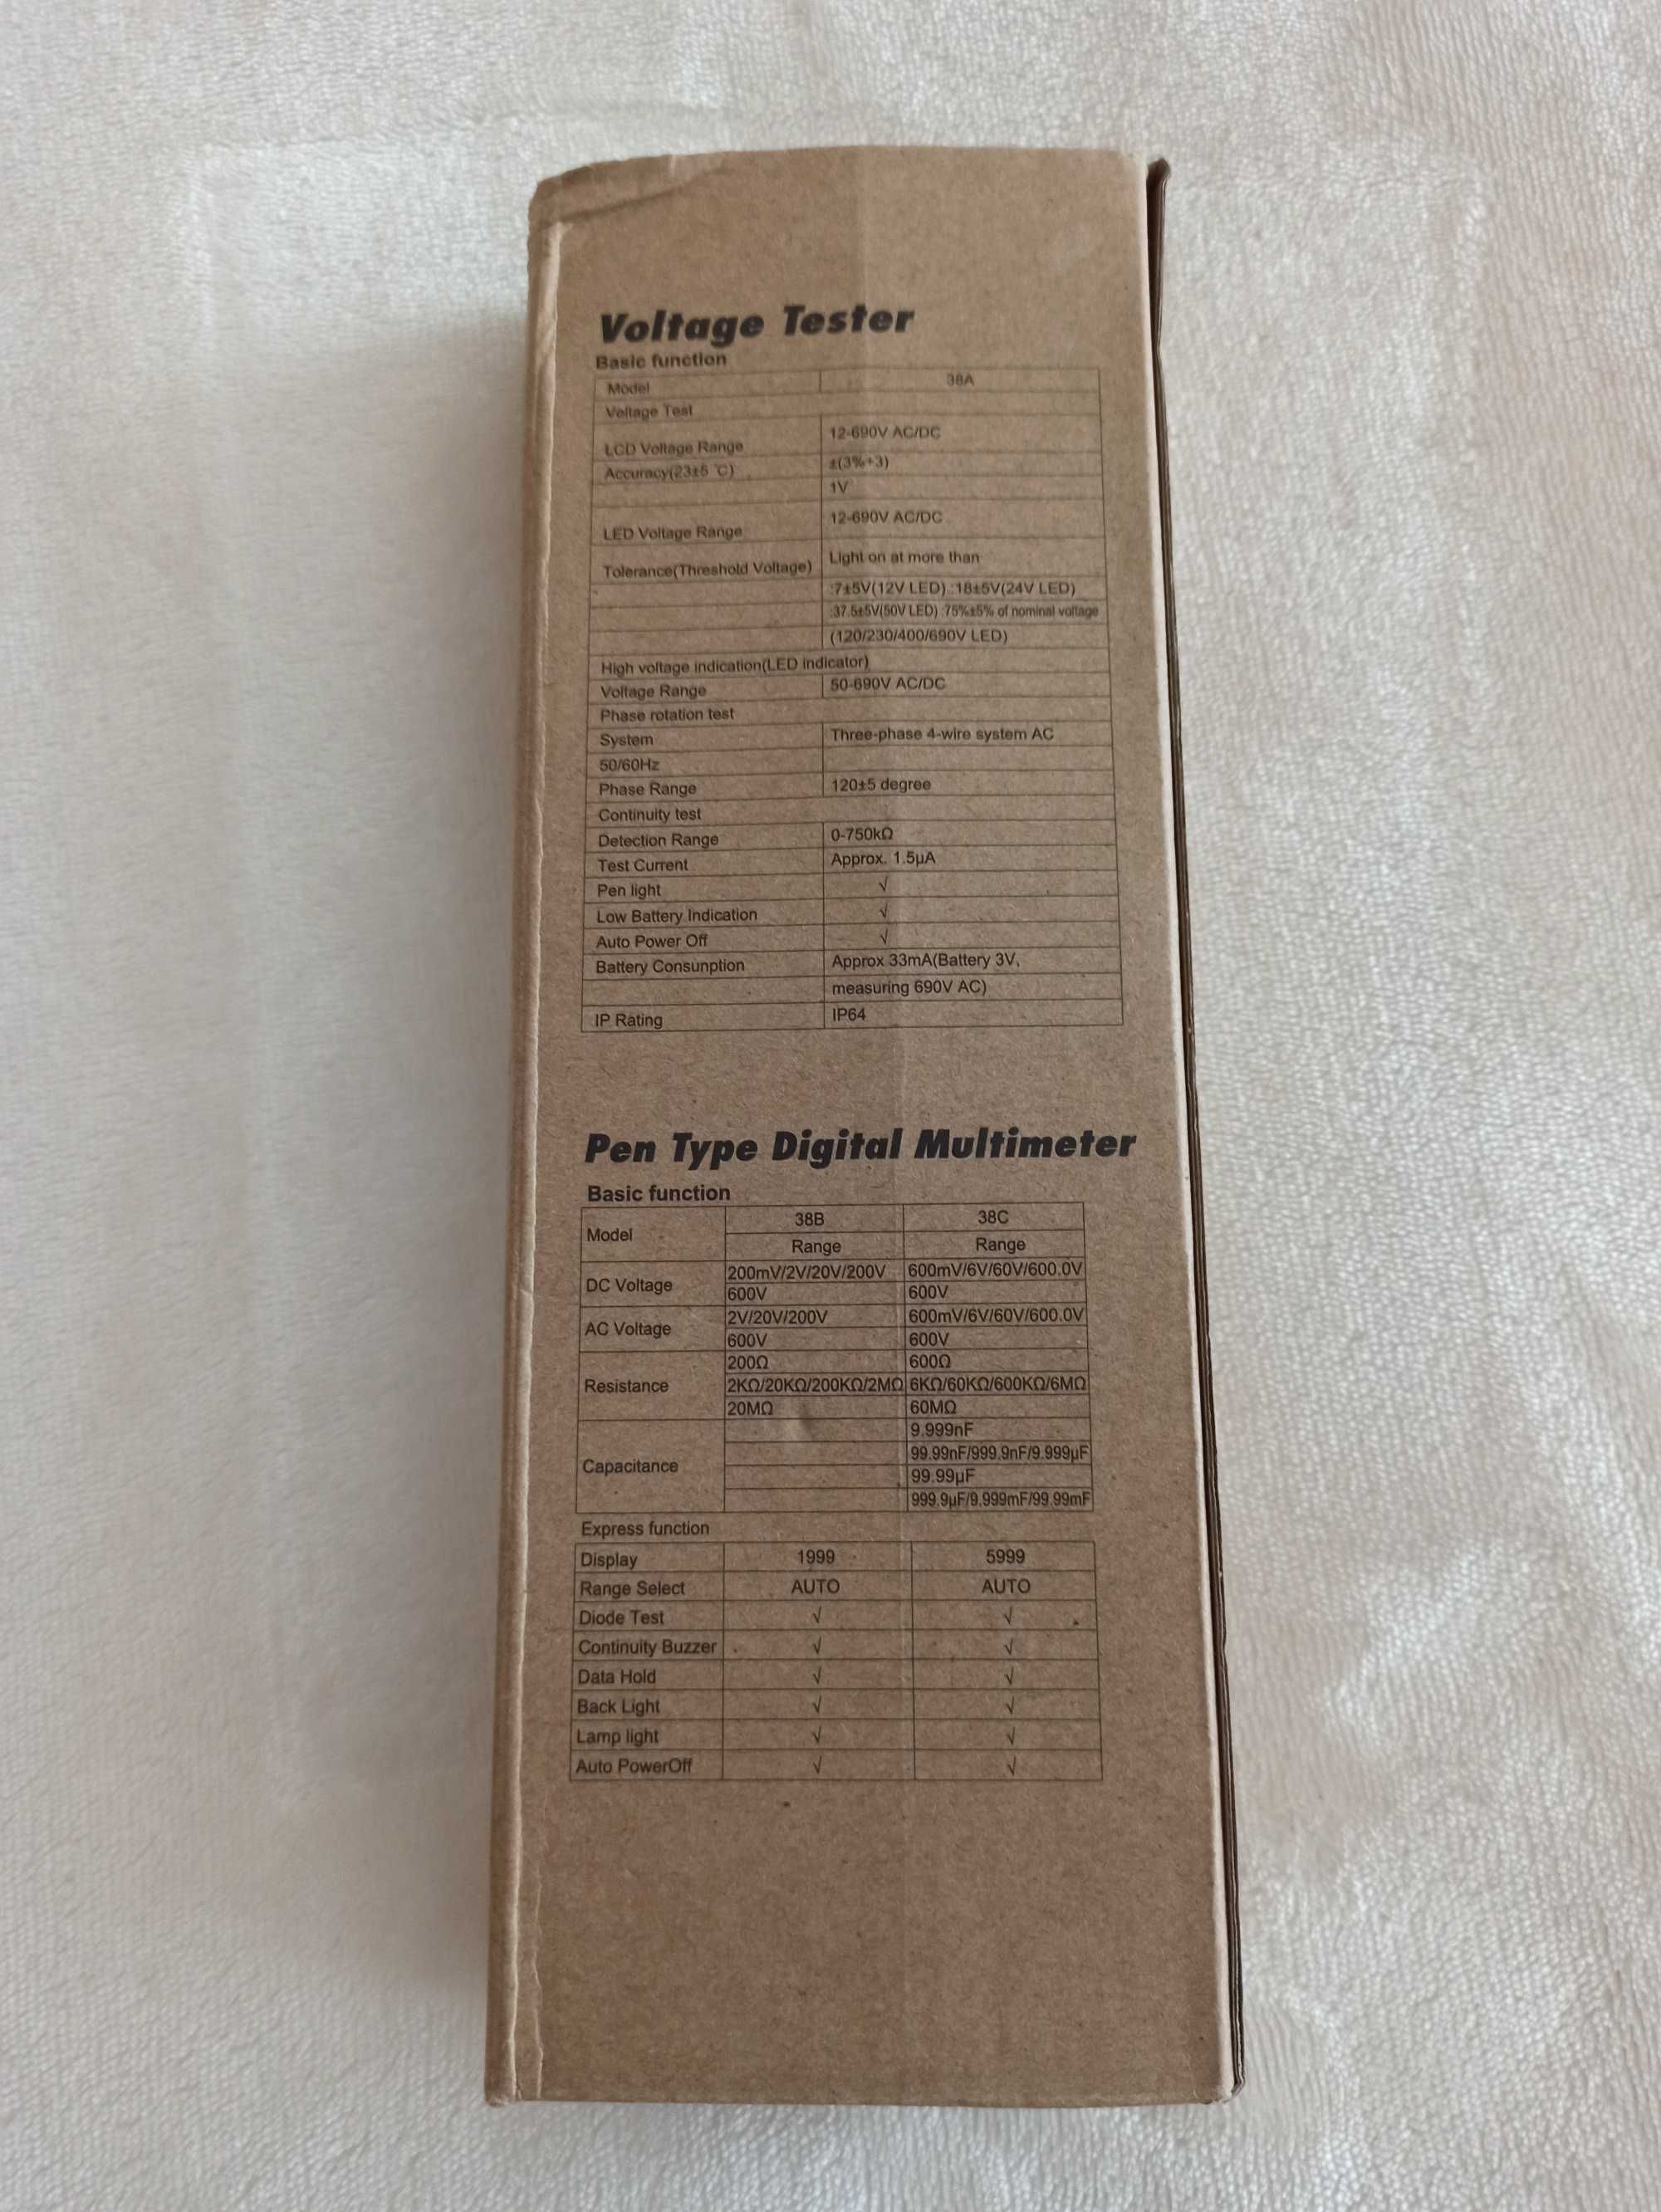 Voltage Tester
Basic function
Model 38A
Voltage Test
LCD Voltage Range 12-690V AC/DC
Accuracy(23±5 ℃) ±(3%+3)
1V
LED Voltage Range 12-690V AC/DC
Tolerance(Threshold Voltage) Light on at more than
:7±5V(12V LED) :18±5V(24V LED)
:37.5±5V(50V LED) :75%±5% of nominal voltage
(120/230/400/690V LED)
High voltage indication(LED indicator)
Voltage Range 50-690V AC/DC
Phase rotation test
System Three-phase 4-wire system AC
50/60Hz
Phase Range 120±5 degree
Continuity test
Detection Range 0-750kΩ
Test Current Approx. 1.5μA
Pen light √
Low Battery Indication √
Auto Power Off √
Battery Consunption Approx 33mA(Battery 3V,
measuring 690V AC)
IP Rating IP64
Pen Type Digital Multimeter
Basic function
Model 38B 38C
Range Range
DC Voltage 200mV/2V/20V/200V 600mV/6V/60V/600.0V
600V 600V
AC Voltage 2V/20V/200V 600mV/6V/60V/600.0V
600V 600V
Resistance 200Ω 600Ω
2KΩ/20KΩ/200KΩ/2MΩ 6KΩ/60KΩ/600KΩ/6MΩ
20MΩ 60MΩ
Capacitance 9.999nF
99.99nF/999.9nF/9.999μF
99.99μF
999.9μF/9.999mF/99.99mF
Express function
Display 1999 5999
Range Select AUTO AUTO
Diode Test √ √
Continuity Buzzer √ √
Data Hold √ √
Back Light √ √
Lamp light √ √
Auto PowerOff √ √